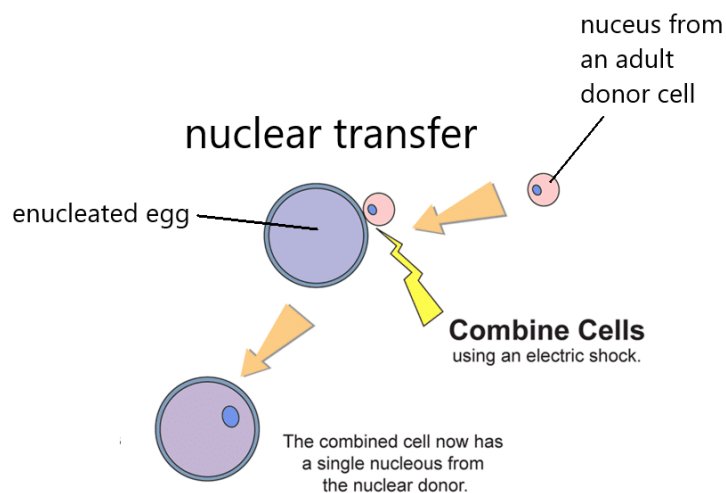 nuceus from
an adult
donor cell
nuclear transfer
enucleated egg
Combine Cells
using an electric shock.
The combined cell now has
a single nucleous from
the nuclear donor.